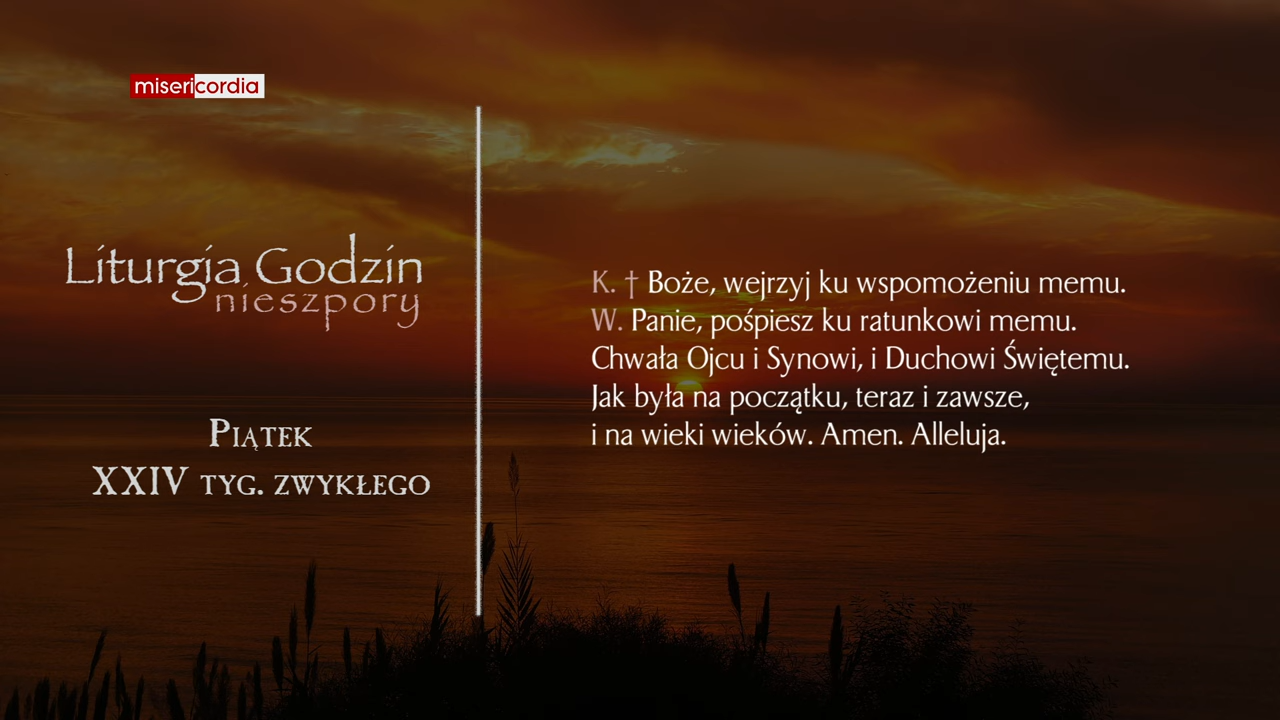 misericordia
Liturgia Godzin
nieszpory
Piątek
XXIV tyg. zwykłego
K. † Boże, wejrzyj ku wspomożeniu memu.
W. Panie, pośpiesz ku ratunkowi memu.
Chwała Ojcu i Synowi, i Duchowi Świętemu.
Jak była na początku, teraz i zawsze,
i na wieki wieków. Amen. Alleluja.